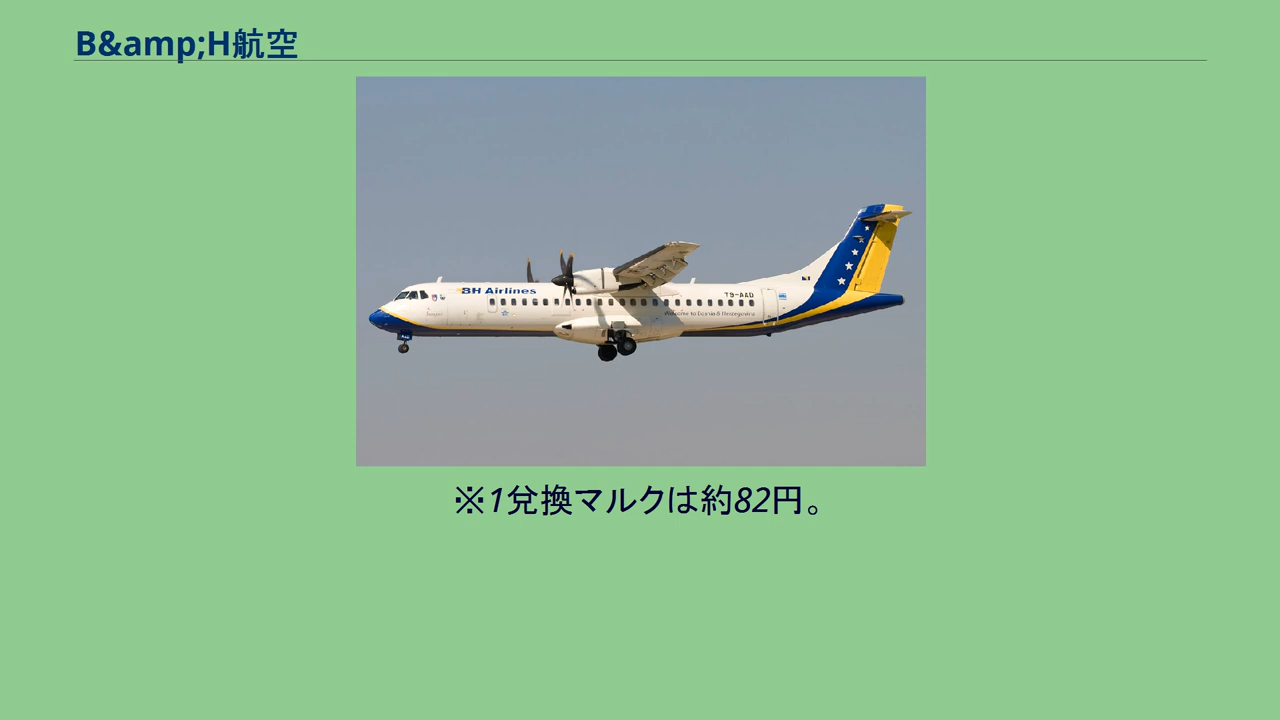 B&amp;H航空
BH Airlines
T9-AAD
Welcome to Bosnia & Herzegovina
※1兌換マルクは約82円。